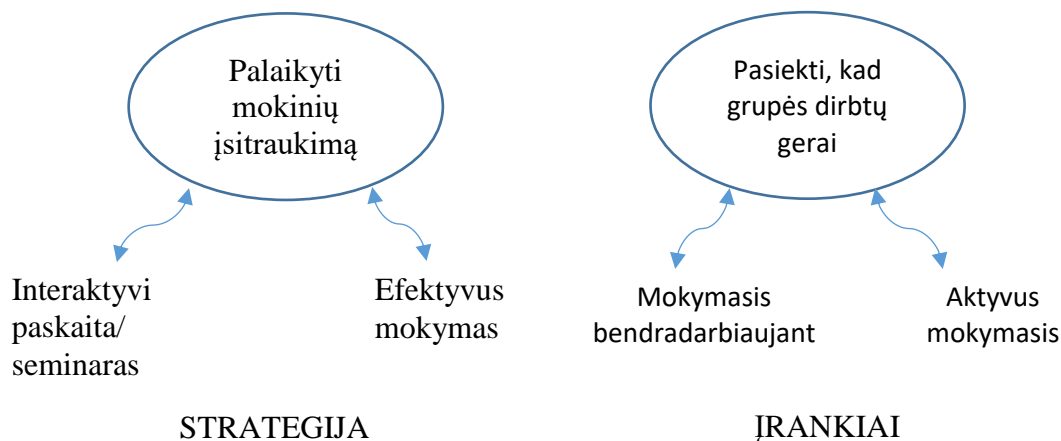 Palaikyti
mokinių
įsitraukimą
Pasiekti, kad
grupės dirbtų
gerai
Interaktyvi
paskaita/
seminaras
Efektyvus
mokymas
Mokymasis
bendradarbiaujant
Aktyvus
mokymasis
STRATEGIJA
ĮRANKIAI